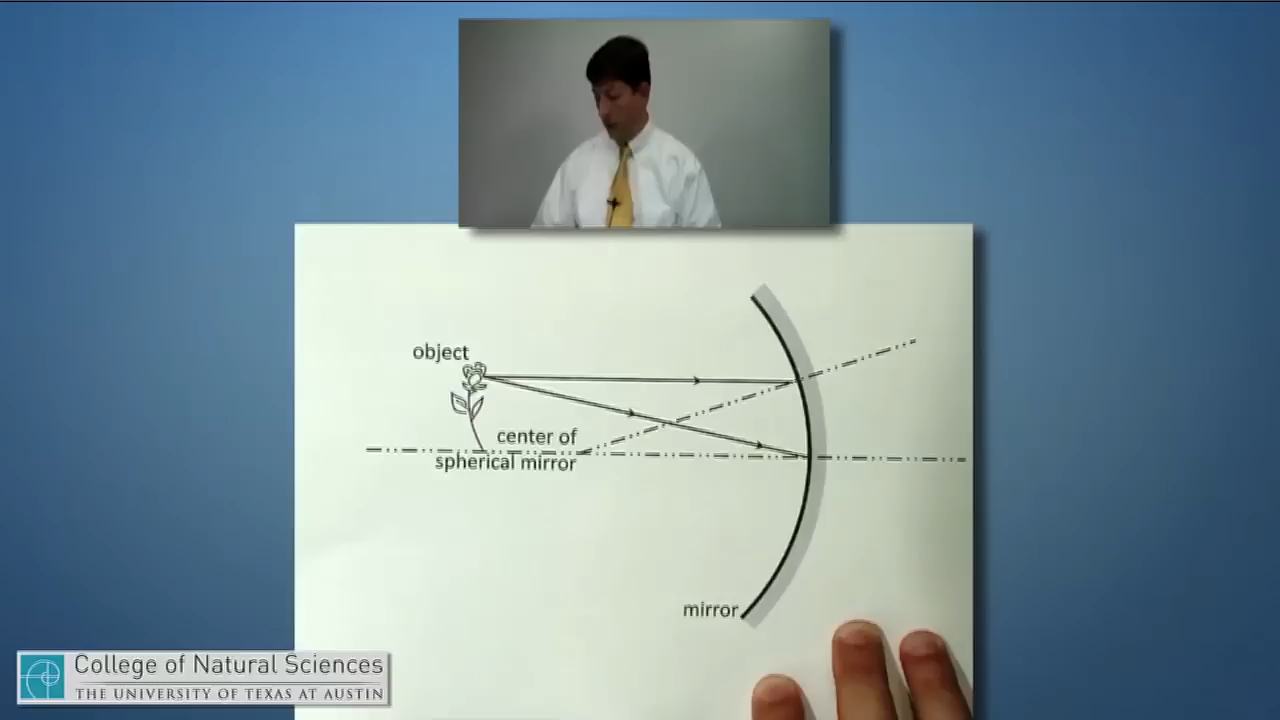 object
center of
spherical mirror
mirror
College of Natural Sciences
THE UNIVERSITY OF TEXAS AT AUSTIN